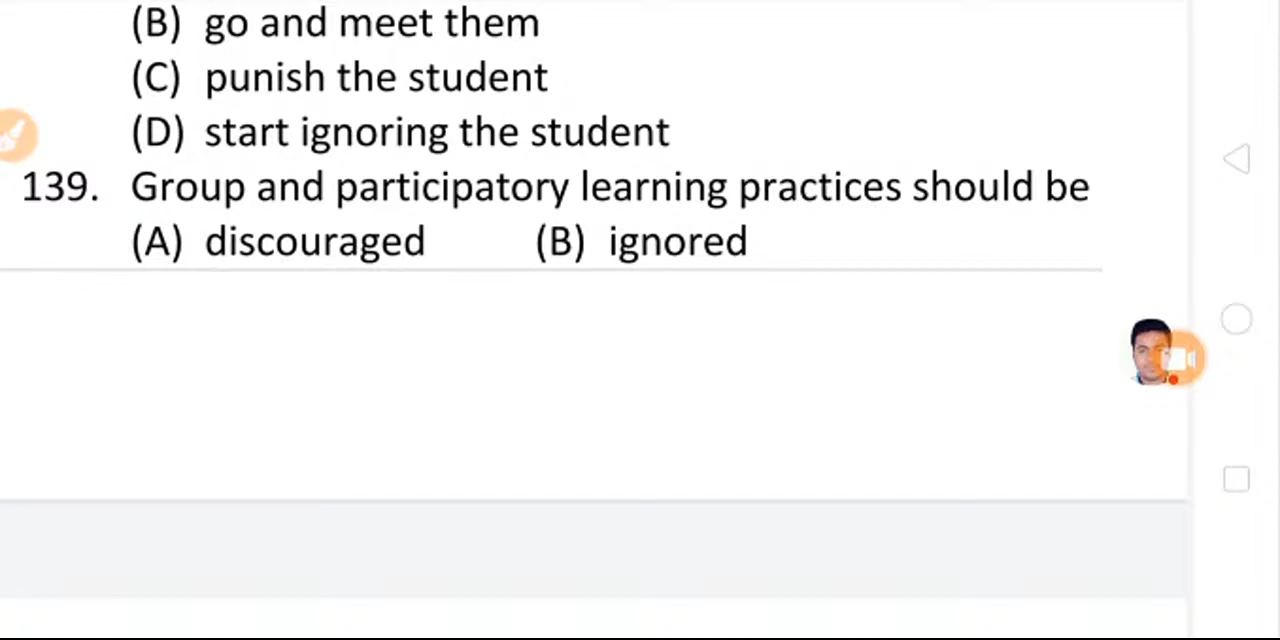 (B) go and meet them
(C) punish the student
(D) start ignoring the student
139. Group and participatory learning practices should be
(A) discouraged (B) ignored